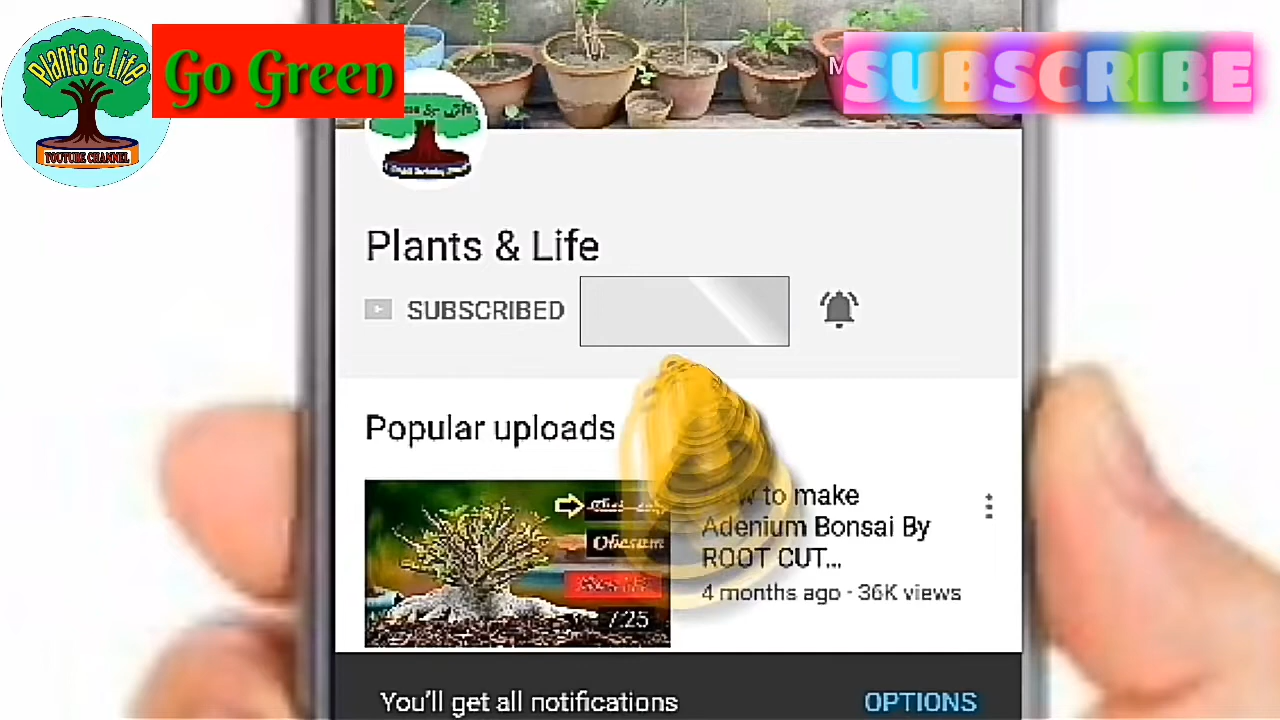 Plants & Life
YOUTUBE CHANNEL
Go Green
SUBSCRIBE
Plants & Life
SUBSCRIBED
Popular uploads
Obesum
7:25
to make
Adenium Bonsai By
ROOT CUT...
4 months ago · 36K views
You'll get all notifications
OPTIONS